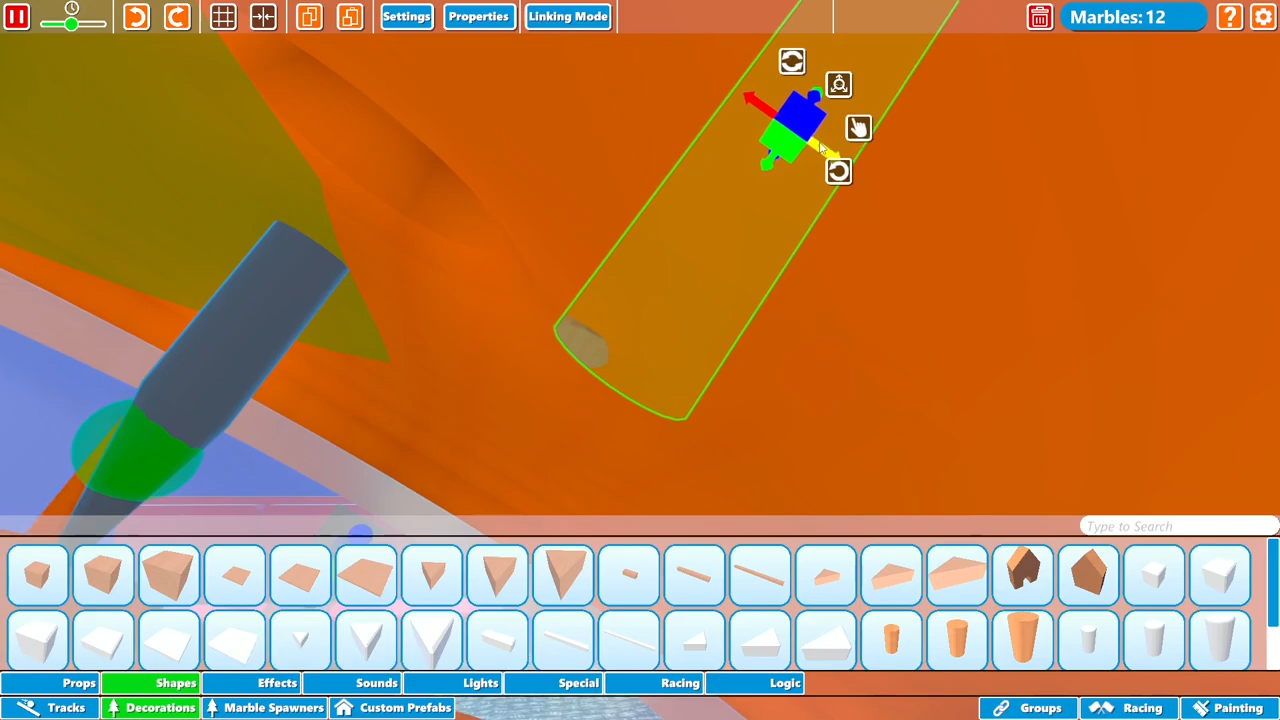 Settings Properties Linking Mode Marbles: 12 ?
Type to Search
Props Shapes Effects Sounds Lights Special Racing Logic
Tracks Decorations Marble Spawners Custom Prefabs Groups Racing Painting